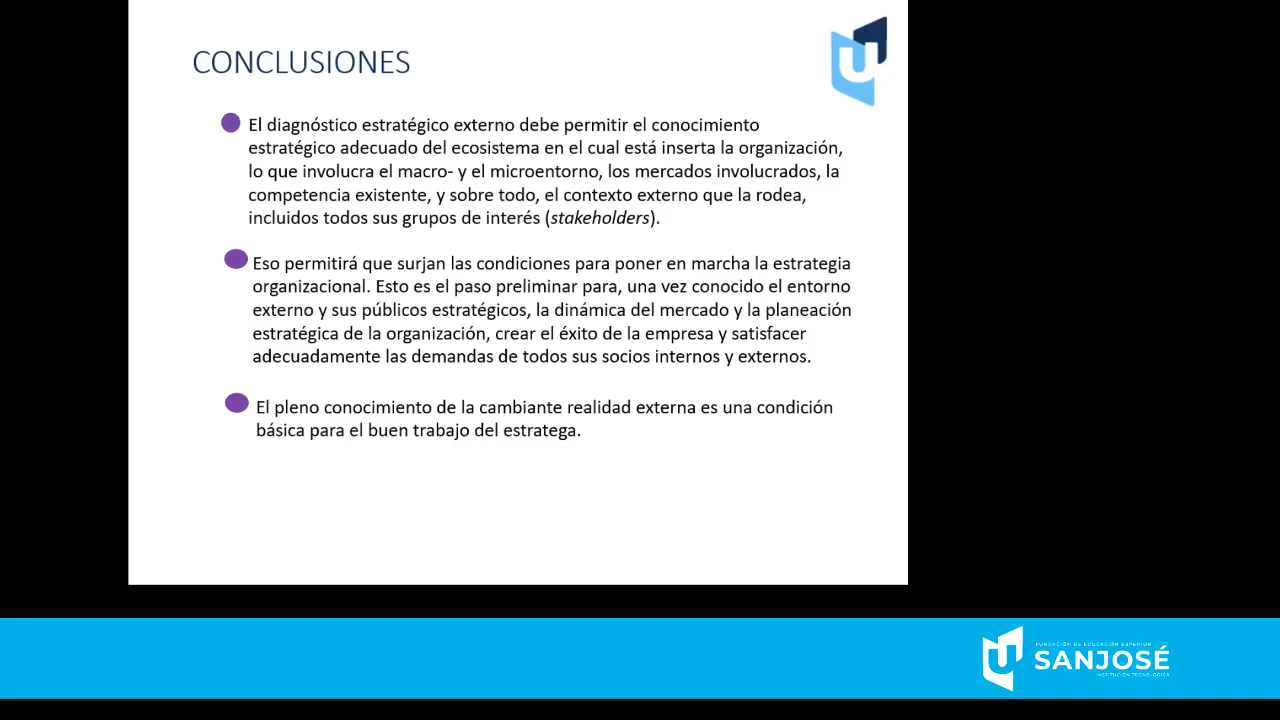 CONCLUSIONES
El diagnóstico estratégico externo debe permitir el conocimiento
estratégico adecuado del ecosistema en el cual está inserta la organización,
lo que involucra el macro- y el microentorno, los mercados involucrados, la
competencia existente, y sobre todo, el contexto externo que la rodea,
incluidos todos sus grupos de interés (stakeholders).
Eso permitirá que surjan las condiciones para poner en marcha la estrategia
organizacional. Esto es el paso preliminar para, una vez conocido el entorno
externo y sus públicos estratégicos, la dinámica del mercado y la planeación
estratégica de la organización, crear el éxito de la empresa y satisfacer
adecuadamente las demandas de todos sus socios internos y externos.
El pleno conocimiento de la cambiante realidad externa es una condición
básica para el buen trabajo del estratega.
FUNDACIÓN DE EDUCACIÓN SUPERIOR
SANJOSÉ
INSTITUCIÓN TECNOLÓGICA